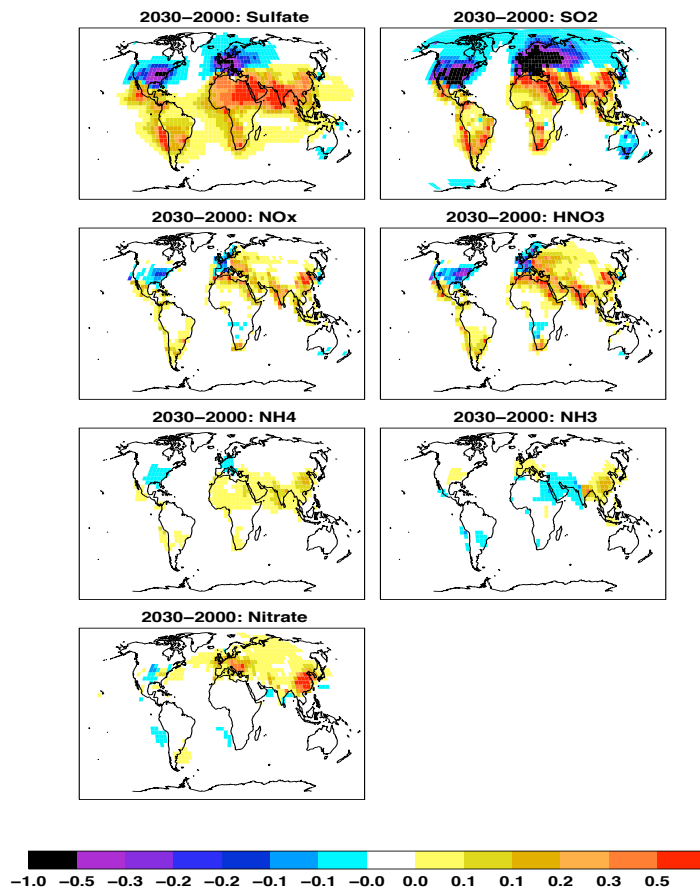 2030−2000: Sulfate
2030−2000: SO2
2030−2000: NOx
2030−2000: HNO3
2030−2000: NH4
2030−2000: NH3
2030−2000: Nitrate
−1.0 −0.5 −0.3 −0.2 −0.2 −0.1 −0.1 −0.0 0.0 0.1 0.1 0.2 0.3 0.5